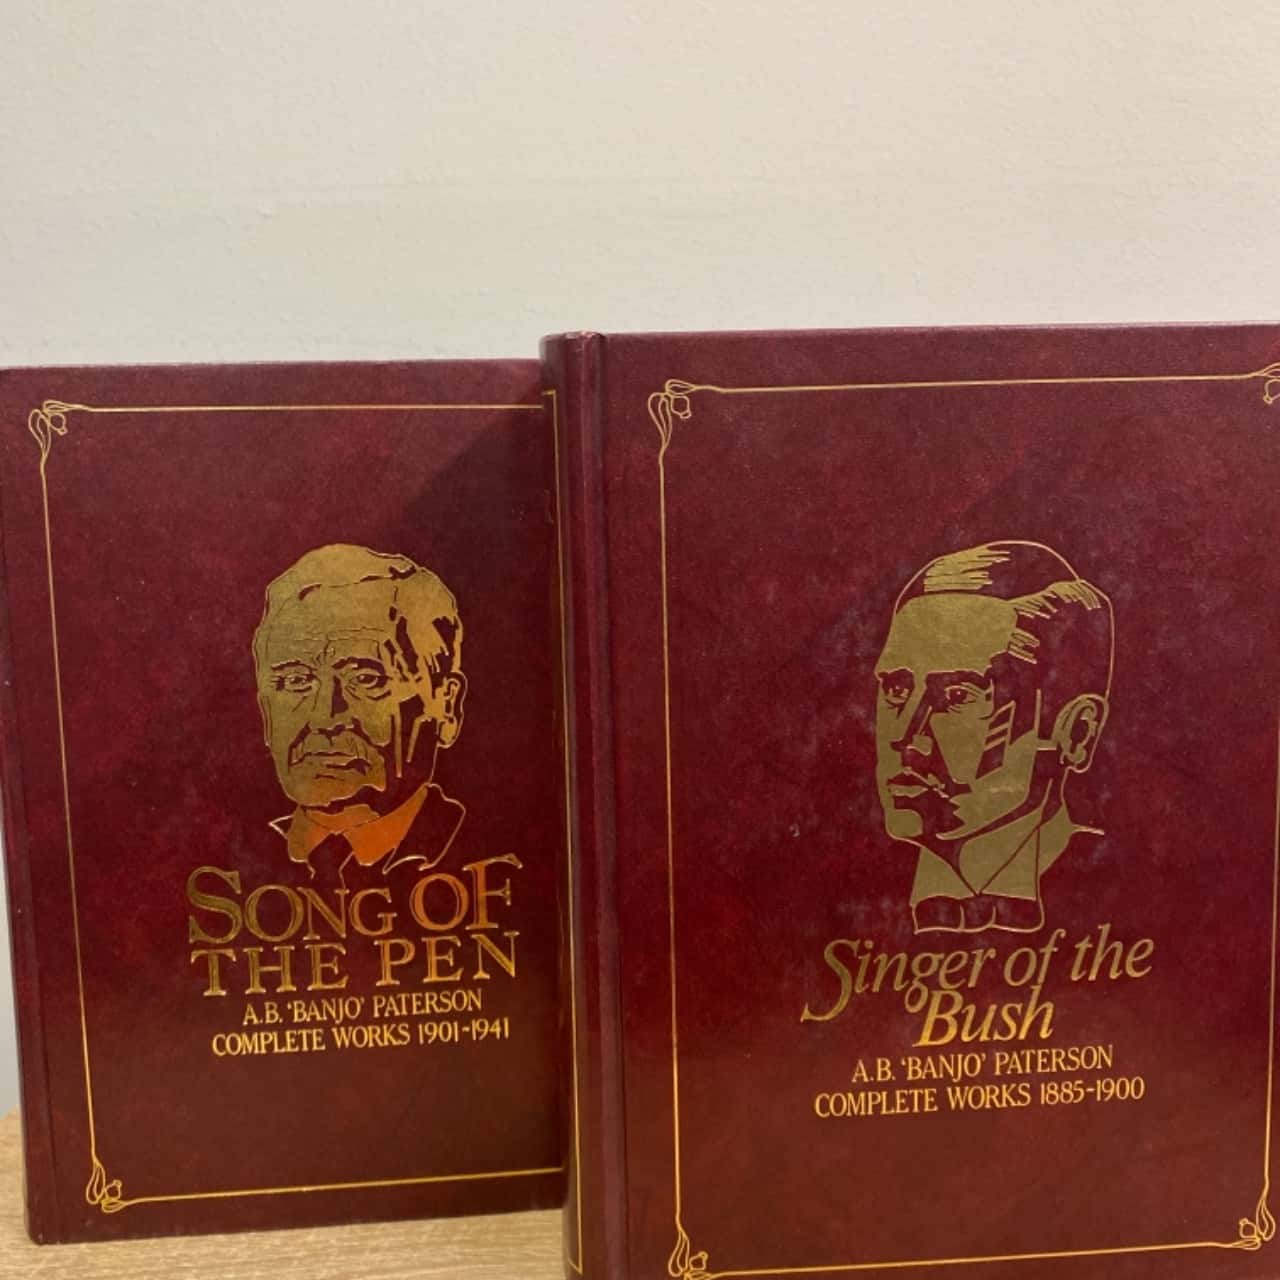 SONG OF
THE PEN
A.B. ‘BANJO’ PATERSON
COMPLETE WORKS 1901-1941
Singer of the
Bush
A.B. ‘BANJO’ PATERSON
COMPLETE WORKS 1885-1900